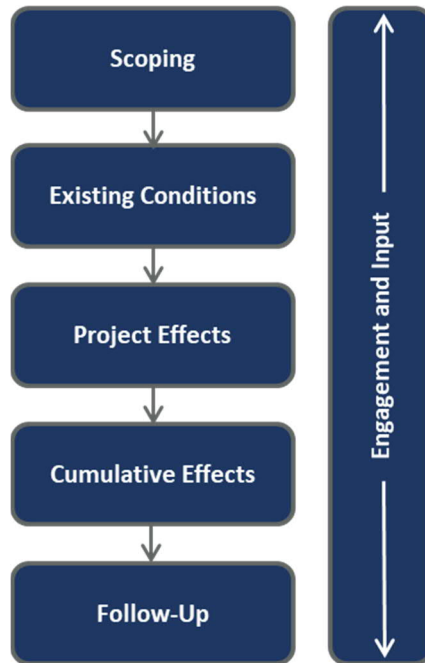 Scoping
Existing Conditions
Project Effects
Cumulative Effects
Follow-Up
Engagement and Input